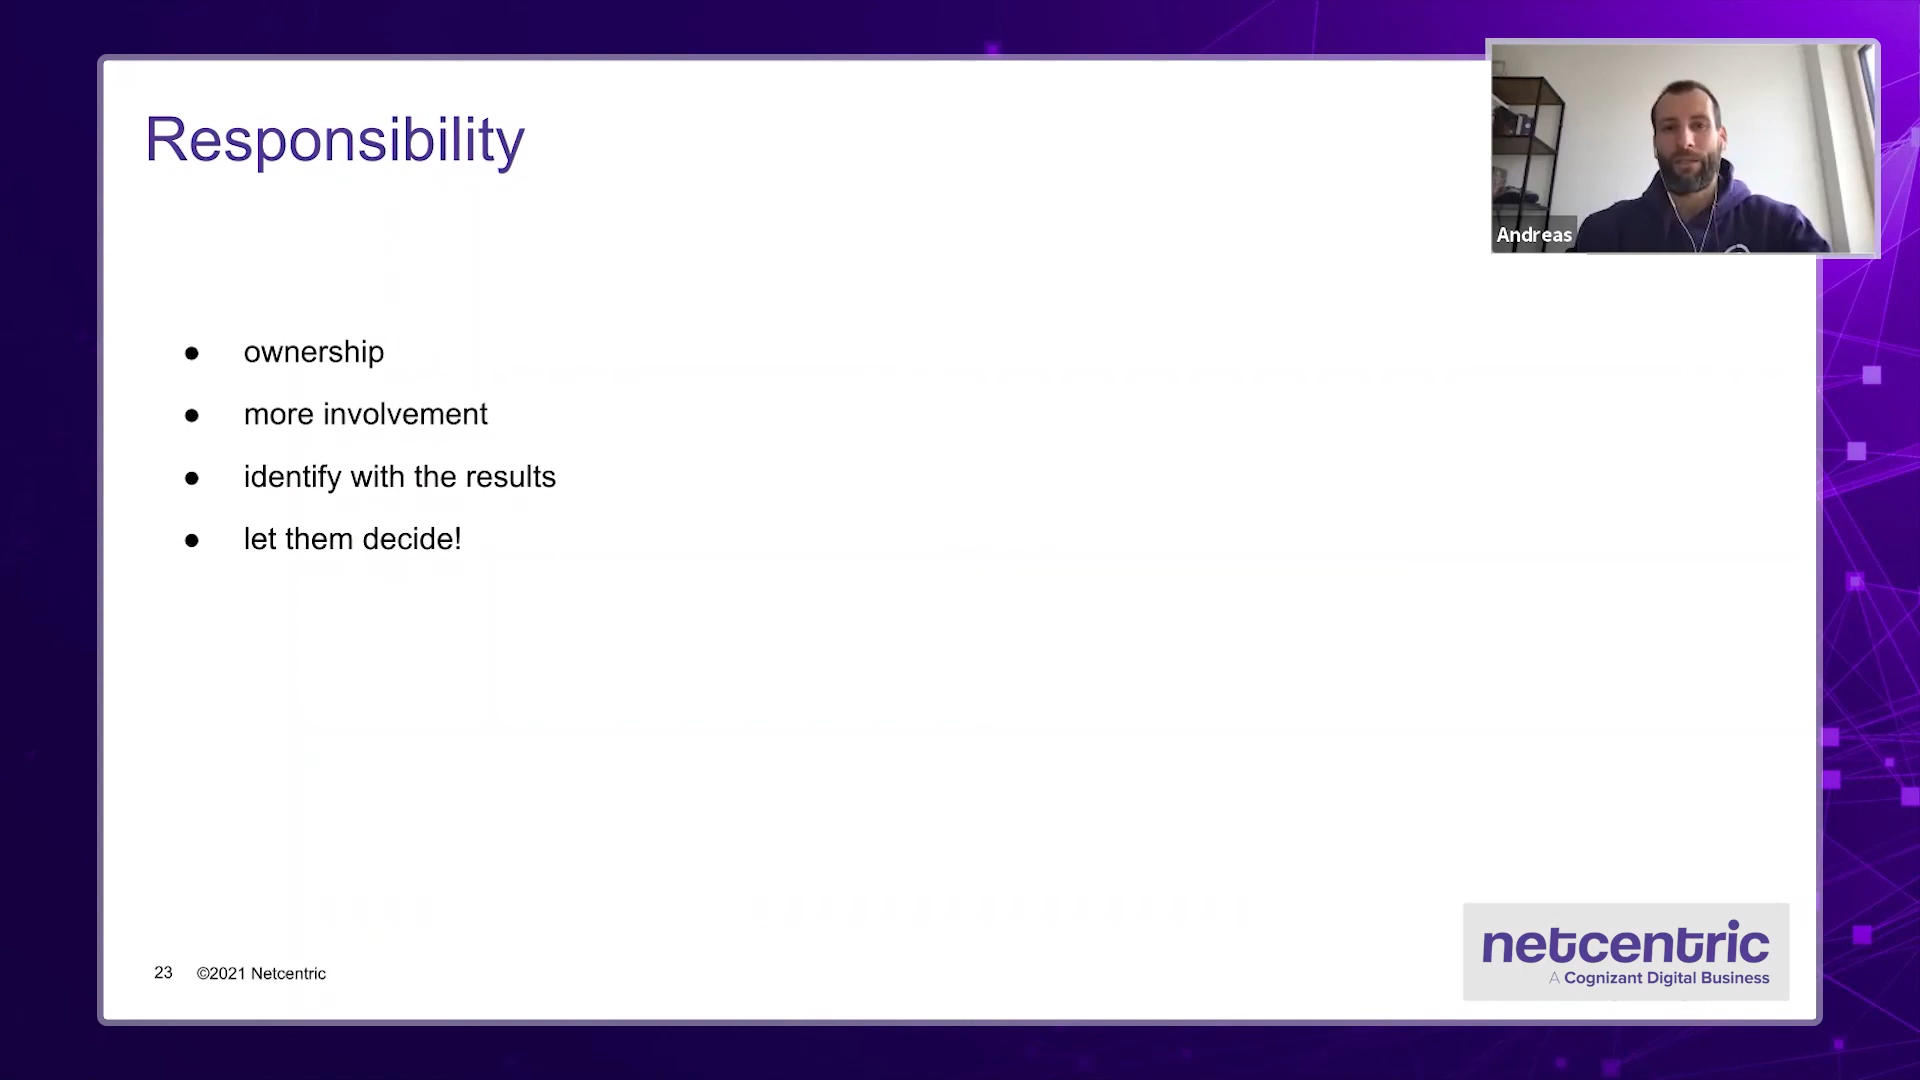 Responsibility
Andreas
● ownership
● more involvement
● identify with the results
● let them decide!
23 ©2021 Netcentric
netcentric
A Cognizant Digital Business